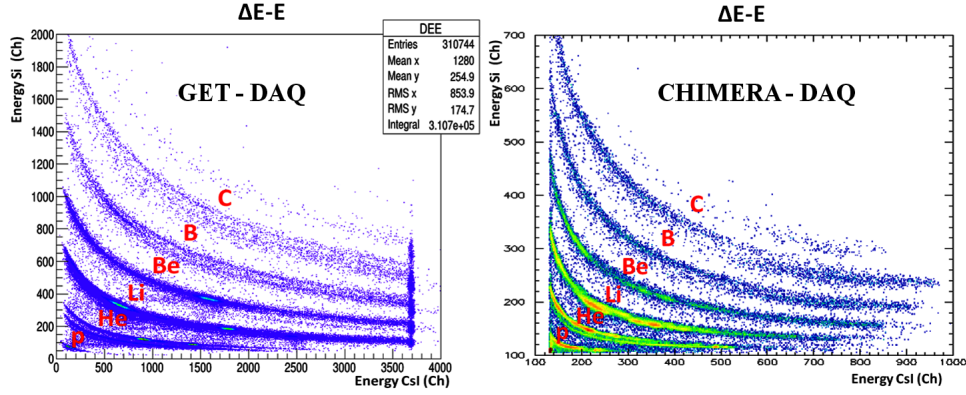 ΔE-E
Energy Si (Ch)
2000
1800
1600
1400
1200
1000
800
600
400
200
0
GET - DAQ
DEE
Entries 310744
Mean x 1280
Mean y 254.9
RMS x 853.9
RMS y 174.7
Integral 3.107e+05
C
B
Be
Li
He
p
0 500 1000 1500 2000 2500 3000 3500 4000
Energy CsI (Ch)
ΔE-E
Energy Si (Ch)
700
600
500
400
300
200
100
CHIMERA - DAQ
C
B
Be
Li
He
p
100 200 300 400 500 600 700 800 900 1000
Energy CsI (Ch)